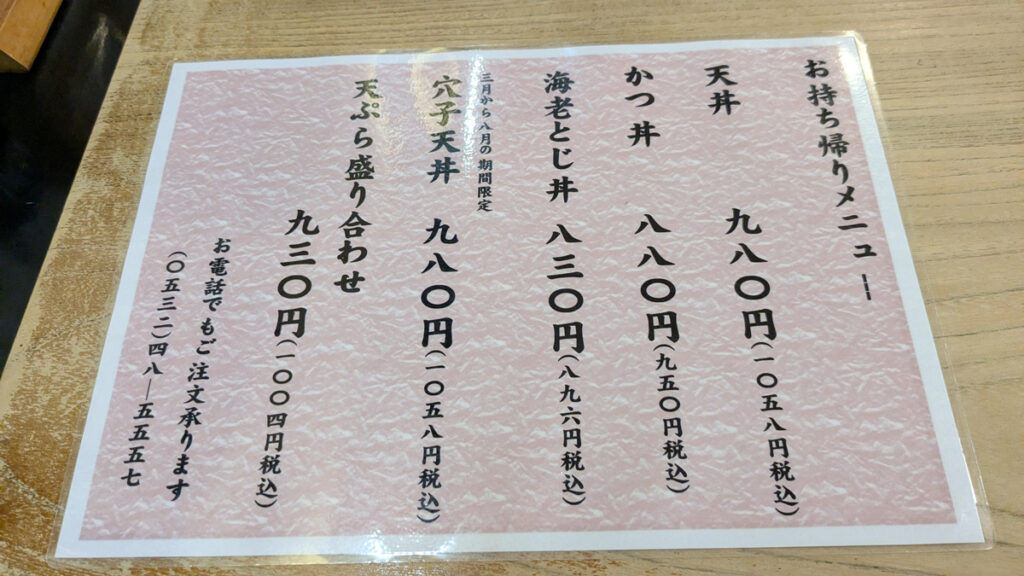 お持ち帰りメニュー
天丼 九八〇円(一〇五八円税込)
かつ丼 八八〇円(九五〇円税込)
海老とじ丼 八三〇円(八九六円税込)
三月から八月の期間限定
穴子天丼 九八〇円(一〇五八円税込)
天ぷら盛り合わせ
九三〇円(一〇〇四円税込)
お電話でもご注文承ります
(〇五三二)四八―五五五七